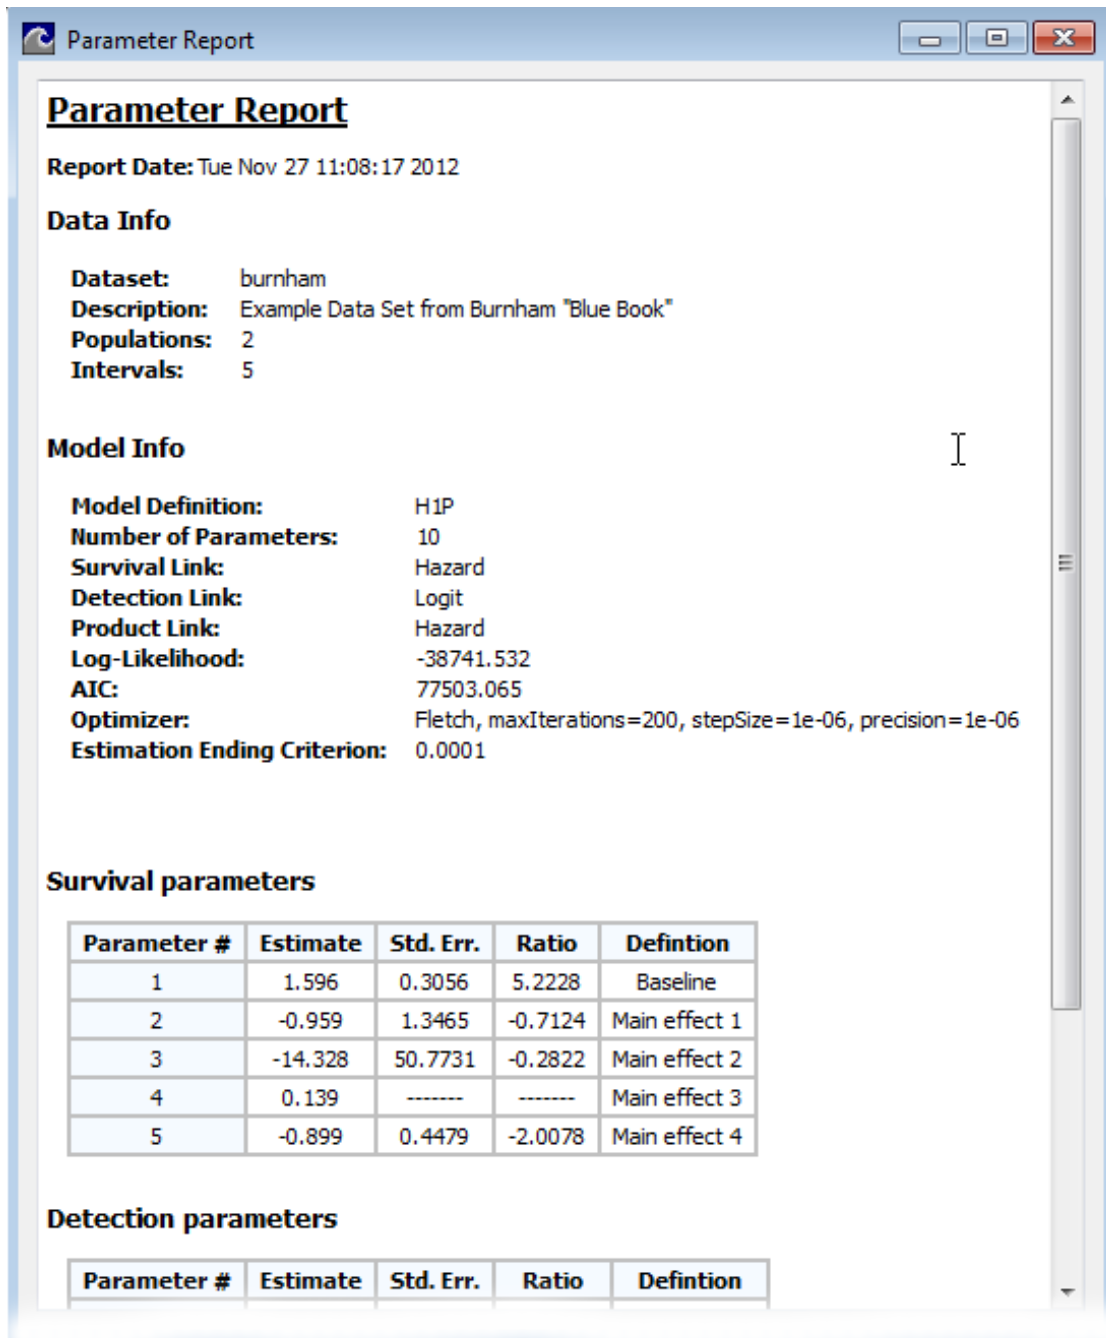 Parameter Report
Parameter Report
Report Date: Tue Nov 27 11:08:17 2012
Data Info
Dataset: burnham
Description: Example Data Set from Burnham "Blue Book"
Populations: 2
Intervals: 5
Model Info
Model Definition: H1P
Number of Parameters: 10
Survival Link: Hazard
Detection Link: Logit
Product Link: Hazard
Log-Likelihood: -38741.532
AIC: 77503.065
Optimizer: Fletch, maxIterations=200, stepSize=1e-06, precision=1e-06
Estimation Ending Criterion: 0.0001
Survival parameters
Parameter # Estimate Std. Err. Ratio Defintion
1 1.596 0.3056 5.2228 Baseline
2 -0.959 1.3465 -0.7124 Main effect 1
3 -14.328 50.7731 -0.2822 Main effect 2
4 0.139 ------- ------- Main effect 3
5 -0.899 0.4479 -2.0078 Main effect 4
Detection parameters
Parameter # Estimate Std. Err. Ratio Defintion